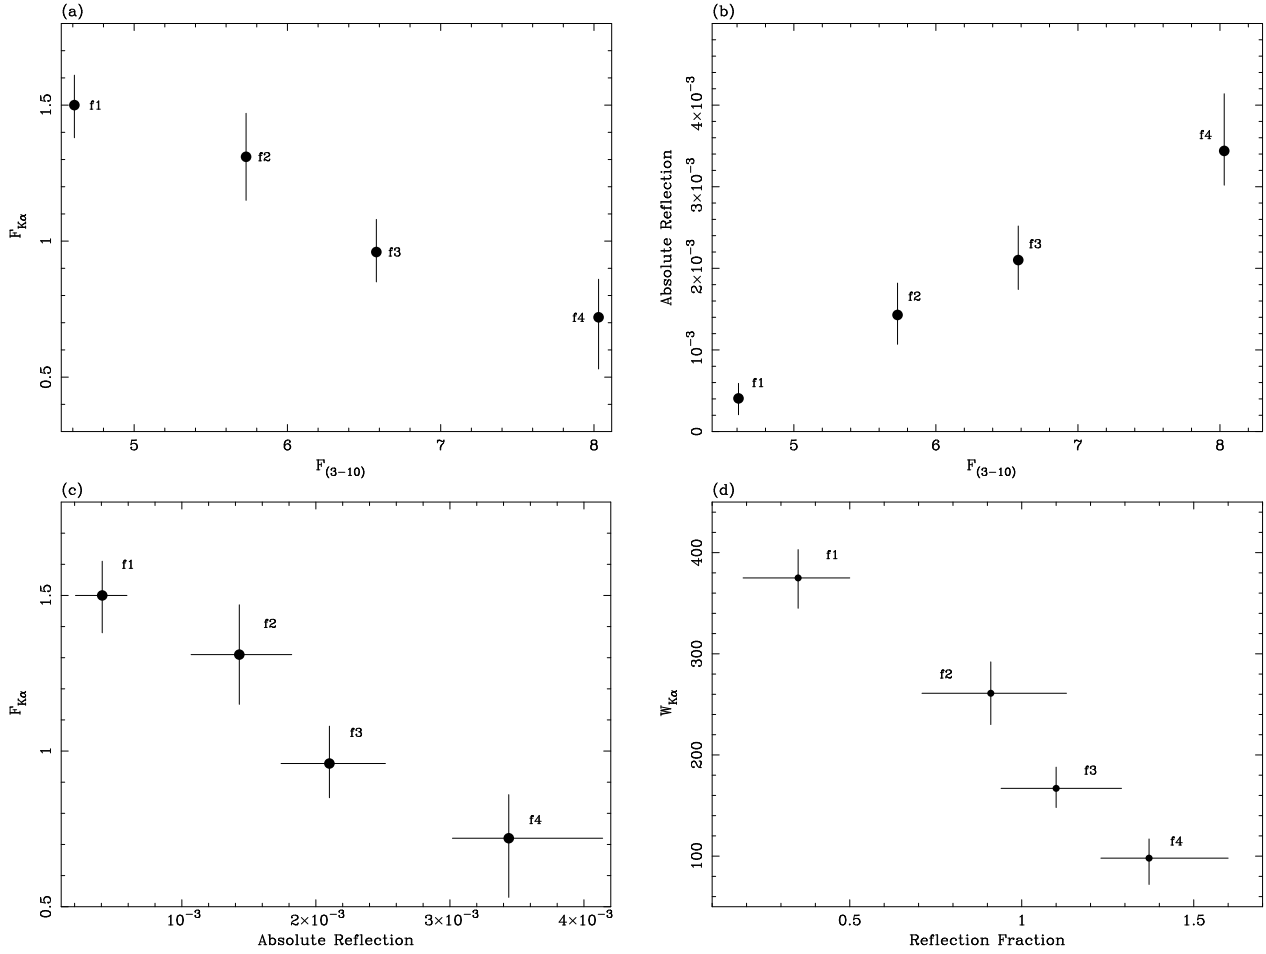 (a)
1.5
1
0.5
F_Kα
f1
f2
f3
f4
5 6 7 8
F_(3−10)
(b)
4×10⁻³
3×10⁻³
2×10⁻³
10⁻³
0
Absolute Reflection
f4
f3
f2
f1
5 6 7 8
F_(3−10)
(c)
1.5
1
0.5
F_Kα
f1
f2
f3
f4
10⁻³ 2×10⁻³ 3×10⁻³ 4×10⁻³
Absolute Reflection
(d)
400
300
200
100
W_Kα
f1
f2
f3
f4
0.5 1 1.5
Reflection Fraction